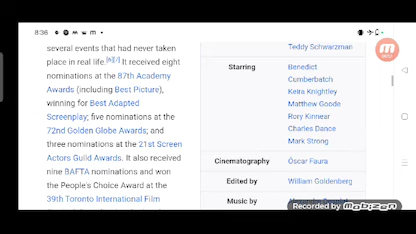 8:36
several events that had never taken
place in real life.[6][7] It received eight
nominations at the 87th Academy
Awards (including Best Picture),
winning for Best Adapted
Screenplay; five nominations at the
72nd Golden Globe Awards; and
three nominations at the 21st Screen
Actors Guild Awards. It also received
nine BAFTA nominations and won
the People's Choice Award at the
39th Toronto International Film
Teddy Schwarzman
Starring
Benedict
Cumberbatch
Keira Knightley
Matthew Goode
Rory Kinnear
Charles Dance
Mark Strong
Cinematography
Óscar Faura
Edited by
William Goldenberg
Music by
Recorded by mobizen